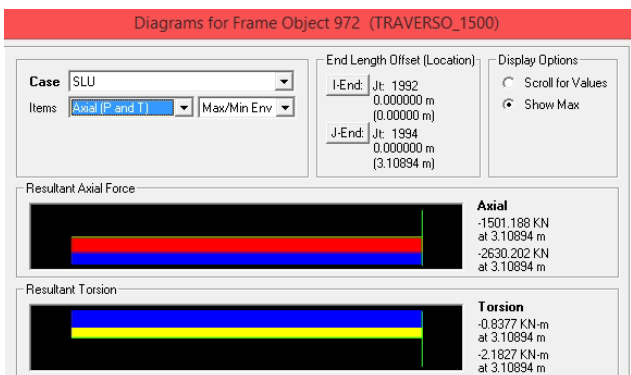 Diagrams for Frame Object 972 (TRAVERSO_1500)
Case SLU
Items Axial (P and T) Max/Min Env
End Length Offset (Location)
I-End: Jt: 1992
0.000000 m
(0.00000 m)
J-End: Jt: 1994
0.000000 m
(3.10894 m)
Display Options
Scroll for Values
Show Max
Resultant Axial Force
Axial
-1501.188 KN
at 3.10894 m
-2630.202 KN
at 3.10894 m
Resultant Torsion
Torsion
-0.8377 KN-m
at 3.10894 m
-2.1827 KN-m
at 3.10894 m